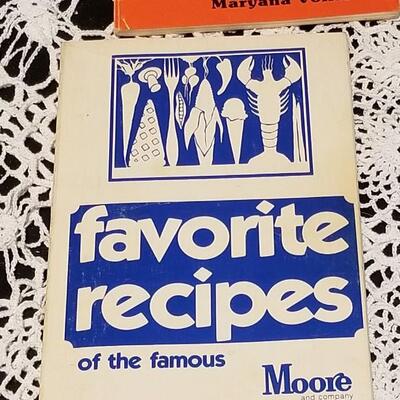 Maryana
favorite
recipes
of the famous
Moore
and company